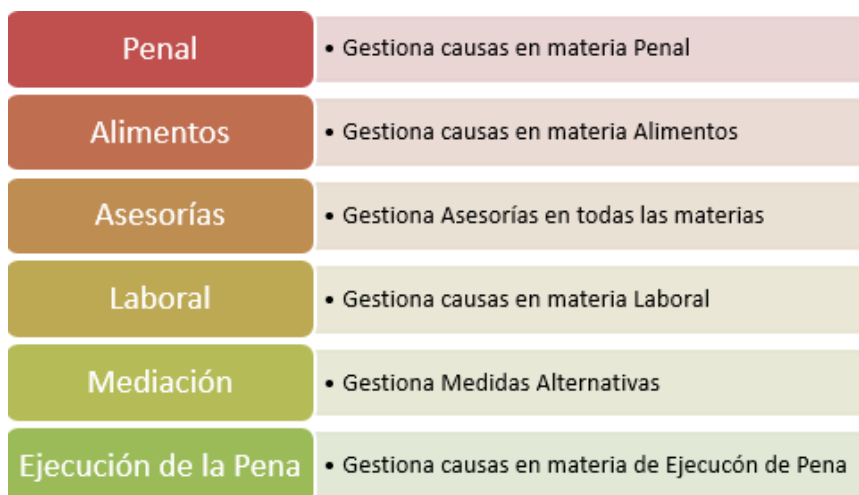 Penal
• Gestiona causas en materia Penal
Alimentos
• Gestiona causas en materia Alimentos
Asesorías
• Gestiona Asesorías en todas las materias
Laboral
• Gestiona causas en materia Laboral
Mediación
• Gestiona Medidas Alternativas
Ejecución de la Pena
• Gestiona causas en materia de Ejecucón de Pena